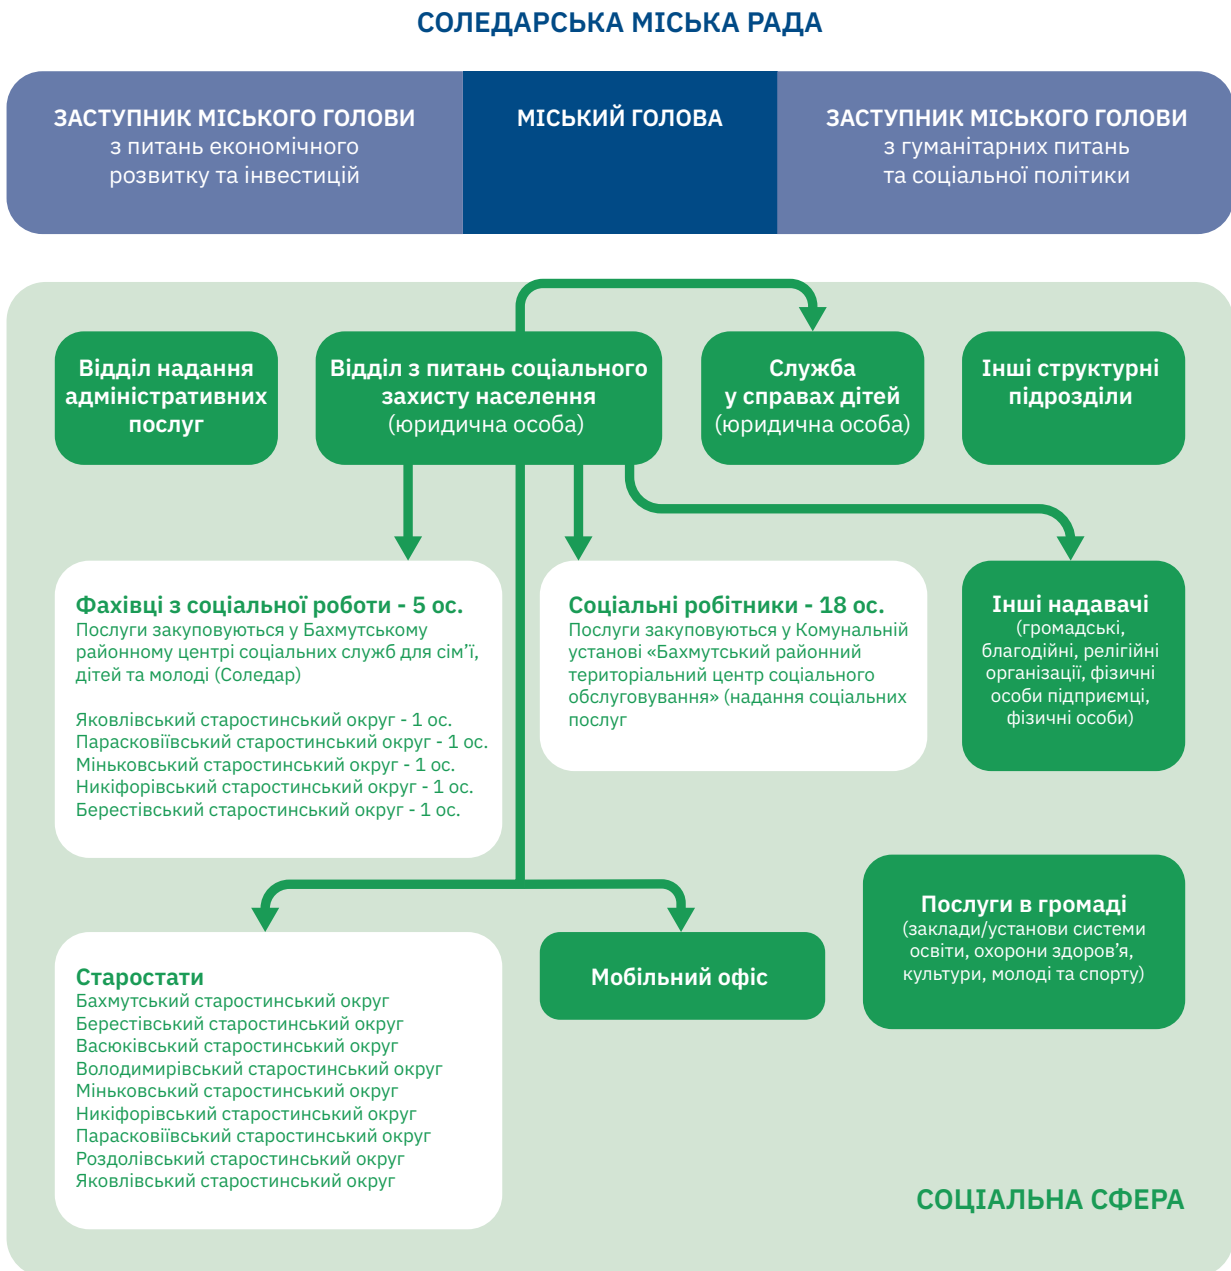 СОЛЕДАРСЬКА МІСЬКА РАДА
ЗАСТУПНИК МІСЬКОГО ГОЛОВИ
з питань економічного
розвитку та інвестицій
МІСЬКИЙ ГОЛОВА
ЗАСТУПНИК МІСЬКОГО ГОЛОВИ
з гуманітарних питань
та соціальної політики
Відділ надання
адміністративних
послуг
Відділ з питань соціального
захисту населення
(юридична особа)
Служба
у справах дітей
(юридична особа)
Інші структурні
підрозділи
Фахівці з соціальної роботи - 5 ос.
Послуги закуповуються у Бахмутському
районному центрі соціальних служб для сім’ї,
дітей та молоді (Соледар)
Яковлівський старостинський округ - 1 ос.
Парасковіївський старостинський округ - 1 ос.
Міньковський старостинський округ - 1 ос.
Никіфорівський старостинський округ - 1 ос.
Берестівський старостинський округ - 1 ос.
Соціальні робітники - 18 ос.
Послуги закуповуються у Комунальній
установі «Бахмутський районний
територіальний центр соціального
обслуговування» (надання соціальних
послуг
Інші надавачі
(громадські,
благодійні, релігійні
організації, фізичні
особи підприємці,
фізичні особи)
Старостати
Бахмутський старостинський округ
Берестівський старостинський округ
Васюківський старостинський округ
Володимирівський старостинський округ
Міньковський старостинський округ
Никіфорівський старостинський округ
Парасковіївський старостинський округ
Роздолівський старостинський округ
Яковлівський старостинський округ
Мобільний офіс
Послуги в громаді
(заклади/установи системи
освіти, охорони здоров’я,
культури, молоді та спорту)
СОЦІАЛЬНА СФЕРА